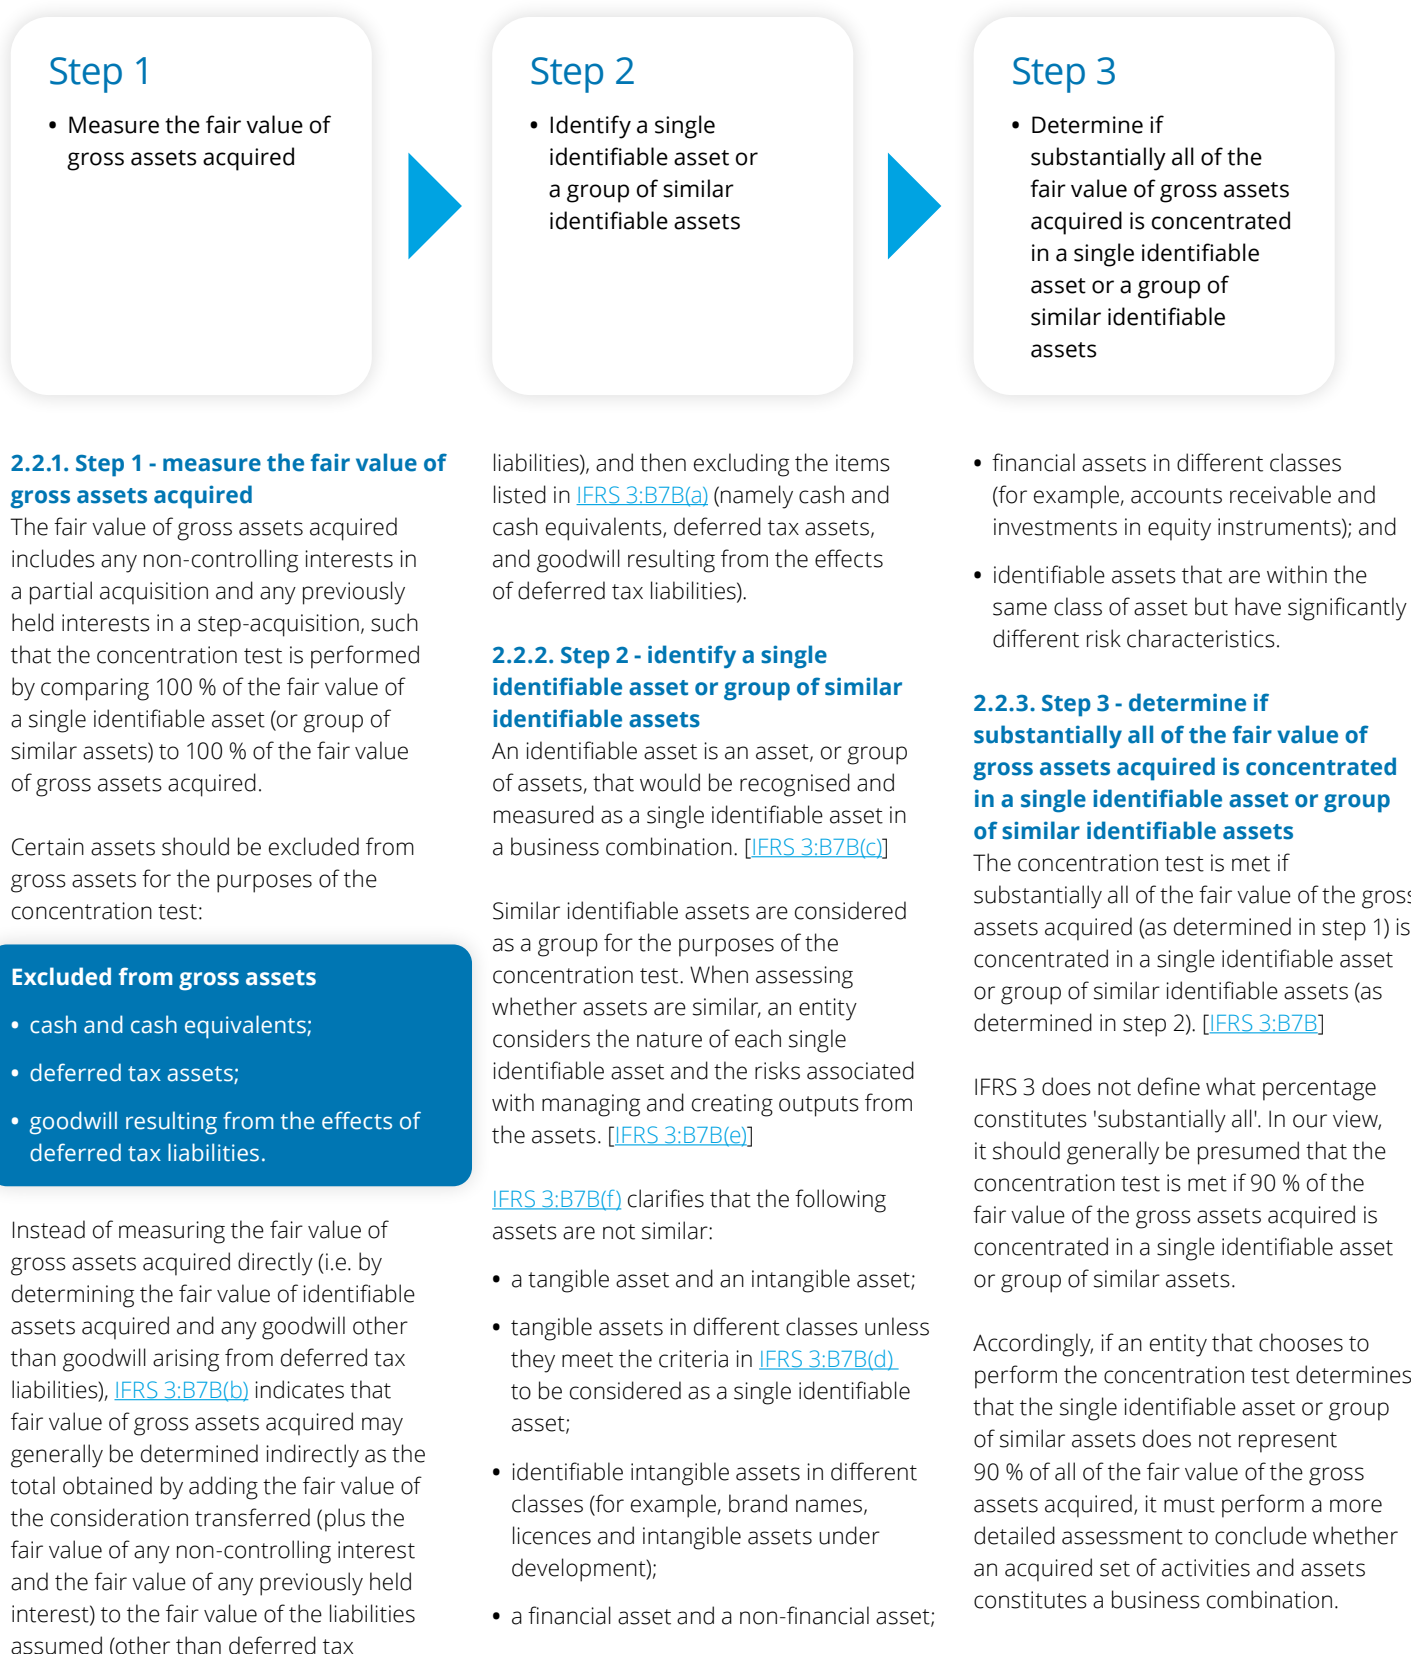 Step 1
• Measure the fair value of
gross assets acquired
Step 2
• Identify a single
identifiable asset or
a group of similar
identifiable assets
Step 3
• Determine if
substantially all of the
fair value of gross assets
acquired is concentrated
in a single identifiable
asset or a group of
similar identifiable
assets
2.2.1. Step 1 - measure the fair value of
gross assets acquired
The fair value of gross assets acquired
includes any non-controlling interests in
a partial acquisition and any previously
held interests in a step-acquisition, such
that the concentration test is performed
by comparing 100 % of the fair value of
a single identifiable asset (or group of
similar assets) to 100 % of the fair value
of gross assets acquired.
Certain assets should be excluded from
gross assets for the purposes of the
concentration test:
Excluded from gross assets
• cash and cash equivalents;
• deferred tax assets;
• goodwill resulting from the effects of
deferred tax liabilities.
Instead of measuring the fair value of
gross assets acquired directly (i.e. by
determining the fair value of identifiable
assets acquired and any goodwill other
than goodwill arising from deferred tax
liabilities), IFRS 3:B7B(b) indicates that
fair value of gross assets acquired may
generally be determined indirectly as the
total obtained by adding the fair value of
the consideration transferred (plus the
fair value of any non-controlling interest
and the fair value of any previously held
interest) to the fair value of the liabilities
assumed (other than deferred tax
liabilities), and then excluding the items
listed in IFRS 3:B7B(a) (namely cash and
cash equivalents, deferred tax assets,
and goodwill resulting from the effects
of deferred tax liabilities).
2.2.2. Step 2 - identify a single
identifiable asset or group of similar
identifiable assets
An identifiable asset is an asset, or group
of assets, that would be recognised and
measured as a single identifiable asset in
a business combination. [IFRS 3:B7B(c)]
Similar identifiable assets are considered
as a group for the purposes of the
concentration test. When assessing
whether assets are similar, an entity
considers the nature of each single
identifiable asset and the risks associated
with managing and creating outputs from
the assets. [IFRS 3:B7B(e)]
IFRS 3:B7B(f) clarifies that the following
assets are not similar:
• a tangible asset and an intangible asset;
• tangible assets in different classes unless
they meet the criteria in IFRS 3:B7B(d)
to be considered as a single identifiable
asset;
• identifiable intangible assets in different
classes (for example, brand names,
licences and intangible assets under
development);
• a financial asset and a non-financial asset;
• financial assets in different classes
(for example, accounts receivable and
investments in equity instruments); and
• identifiable assets that are within the
same class of asset but have significantly
different risk characteristics.
2.2.3. Step 3 - determine if
substantially all of the fair value of
gross assets acquired is concentrated
in a single identifiable asset or group
of similar identifiable assets
The concentration test is met if
substantially all of the fair value of the gross
assets acquired (as determined in step 1) is
concentrated in a single identifiable asset
or group of similar identifiable assets (as
determined in step 2). [IFRS 3:B7B]
IFRS 3 does not define what percentage
constitutes 'substantially all'. In our view,
it should generally be presumed that the
concentration test is met if 90 % of the
fair value of the gross assets acquired is
concentrated in a single identifiable asset
or group of similar assets.
Accordingly, if an entity that chooses to
perform the concentration test determines
that the single identifiable asset or group
of similar assets does not represent
90 % of all of the fair value of the gross
assets acquired, it must perform a more
detailed assessment to conclude whether
an acquired set of activities and assets
constitutes a business combination.